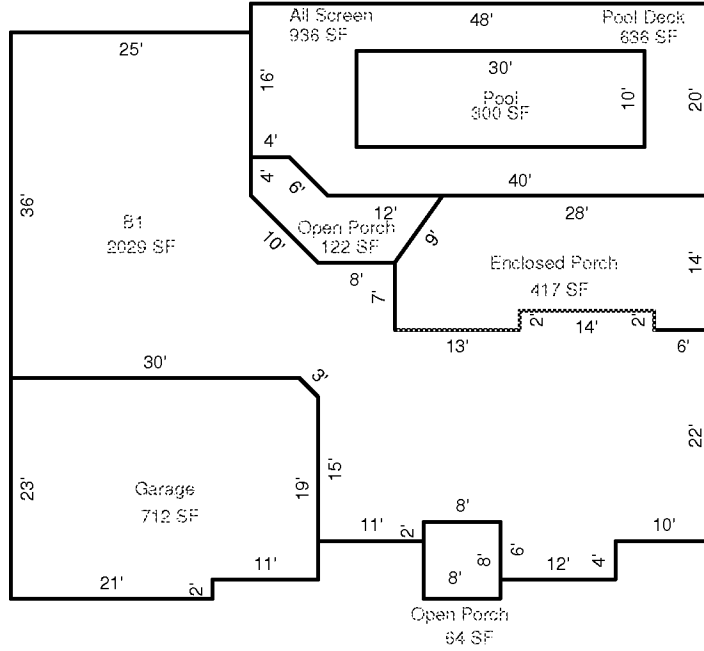 All Screen
936 SF
48'
Pool Deck
636 SF
25'
16'
30'
Pool
300 SF
10'
20'
4'
4'
6'
40'
36'
B1
2029 SF
10'
12'
Open Porch
122 SF
9'
28'
8'
7'
Enclosed Porch
417 SF
14'
2'
14'
2'
13'
6'
30'
3'
22'
23'
Garage
712 SF
19'
15'
11'
2'
8'
8'
8'
6'
12'
4'
10'
21'
2'
11'
Open Porch
64 SF